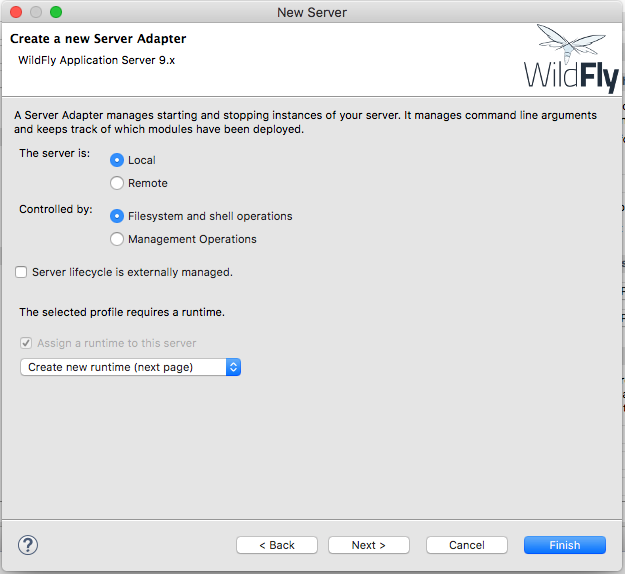 New Server
Create a new Server Adapter
WildFly Application Server 9.x
WildFly
A Server Adapter manages starting and stopping instances of your server. It manages command line arguments
and keeps track of which modules have been deployed.
The server is:
Local
Remote
Controlled by:
Filesystem and shell operations
Management Operations
Server lifecycle is externally managed.
The selected profile requires a runtime.
Assign a runtime to this server
Create new runtime (next page)
?
< Back
Next >
Cancel
Finish